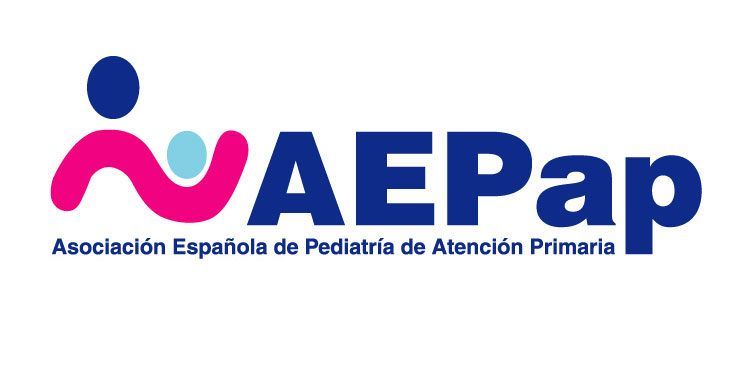 AEPap
Asociación Española de Pediatría de Atención Primaria